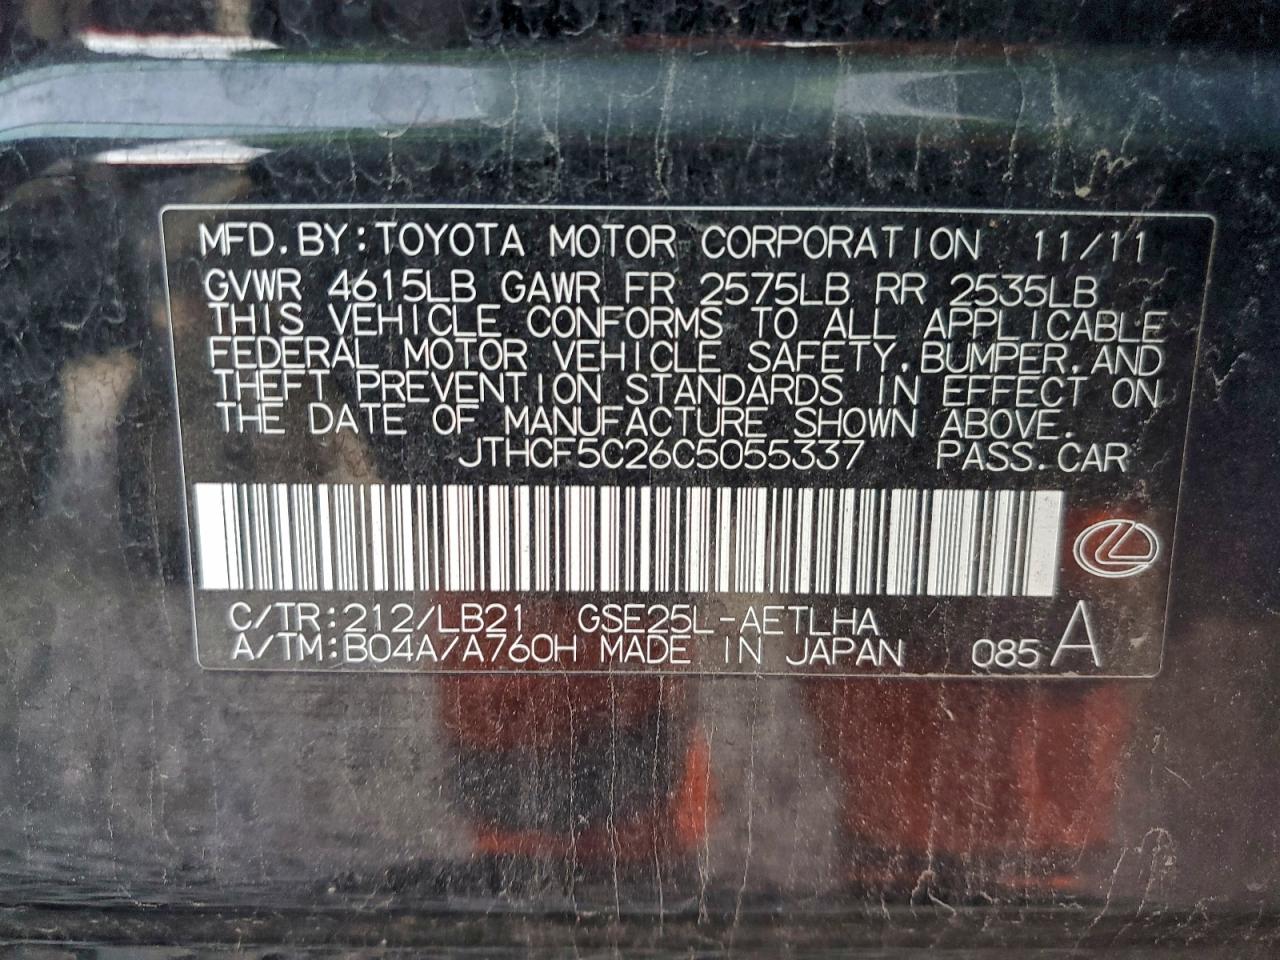 MFD.BY:TOYOTA MOTOR CORPORATION 11/11
GVWR 4615LB GAWR FR 2575LB RR 2535LB
THIS VEHICLE CONFORMS TO ALL APPLICABLE
FEDERAL MOTOR VEHICLE SAFETY,BUMPER,AND
THEFT PREVENTION STANDARDS IN EFFECT ON
THE DATE OF MANUFACTURE SHOWN ABOVE.
JTHCF5C26C5055337 PASS.CAR
C/TR:212/LB21 GSE25L-AETLHA
A/TM:B04A/A760H MADE IN JAPAN 085 A